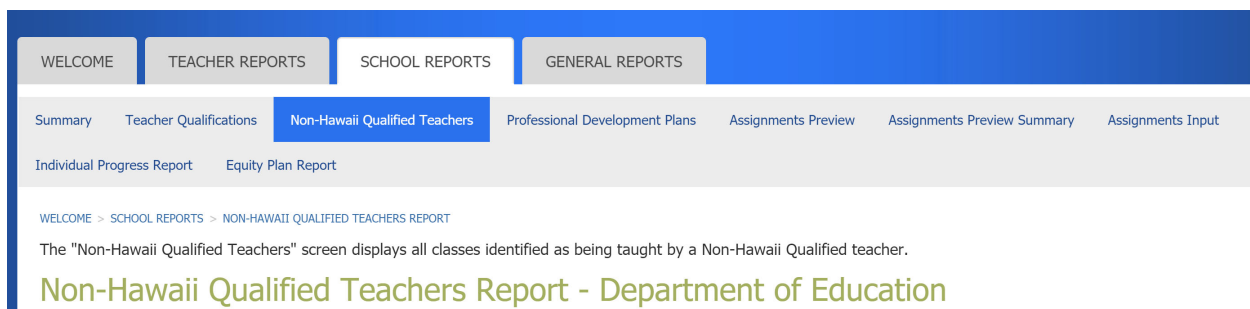 WELCOME TEACHER REPORTS SCHOOL REPORTS GENERAL REPORTS
Summary Teacher Qualifications Non-Hawaii Qualified Teachers Professional Development Plans Assignments Preview Assignments Preview Summary Assignments Input
Individual Progress Report Equity Plan Report
WELCOME > SCHOOL REPORTS > NON-HAWAII QUALIFIED TEACHERS REPORT
The "Non-Hawaii Qualified Teachers" screen displays all classes identified as being taught by a Non-Hawaii Qualified teacher.
Non-Hawaii Qualified Teachers Report - Department of Education